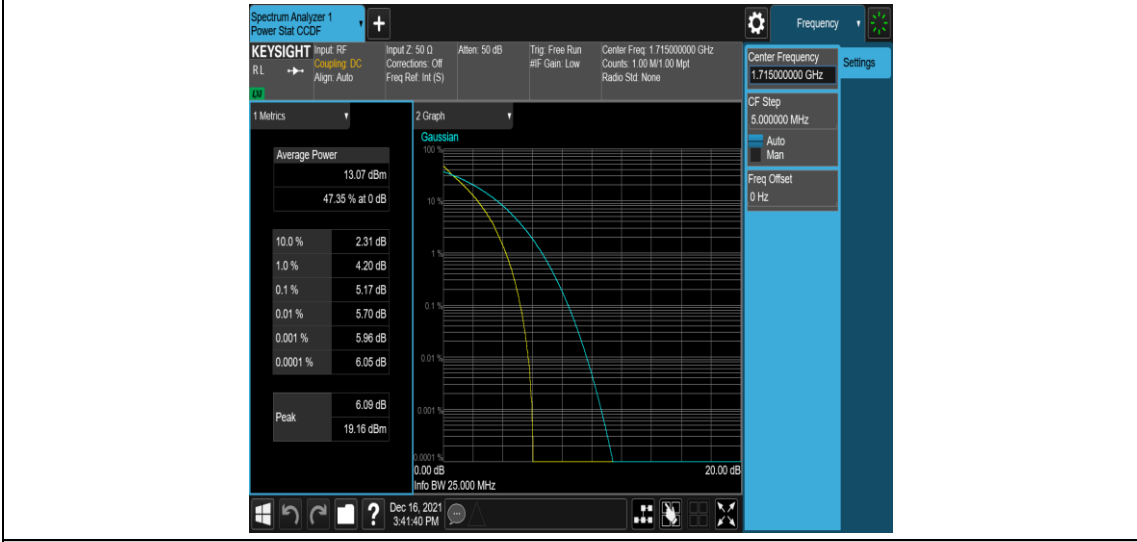 Spectrum Analyzer 1
Power Stat CCDF
+
Frequency
KEYSIGHT
RL
LXI
Input: RF
Coupling: DC
Align: Auto
Input Z: 50 Ω
Corrections: Off
Freq Ref: Int (S)
Atten: 50 dB
Trig: Free Run
#IF Gain: Low
Center Freq: 1.715000000 GHz
Counts: 1.00 M/1.00 Mpt
Radio Std: None
Center Frequency
1.715000000 GHz
Settings
CF Step
5.000000 MHz
Auto
Man
Freq Offset
0 Hz
1 Metrics
Average Power
13.07 dBm
47.35 % at 0 dB
10.0 % 2.31 dB
1.0 % 4.20 dB
0.1 % 5.17 dB
0.01 % 5.70 dB
0.001 % 5.96 dB
0.0001 % 6.05 dB
Peak
6.09 dB
19.16 dBm
2 Graph
Gaussian
100 %
10 %
1 %
0.1 %
0.01 %
0.001 %
0.0001 %
0.00 dB 20.00 dB
Info BW 25.000 MHz
?
Dec 16, 2021
3:41:40 PM